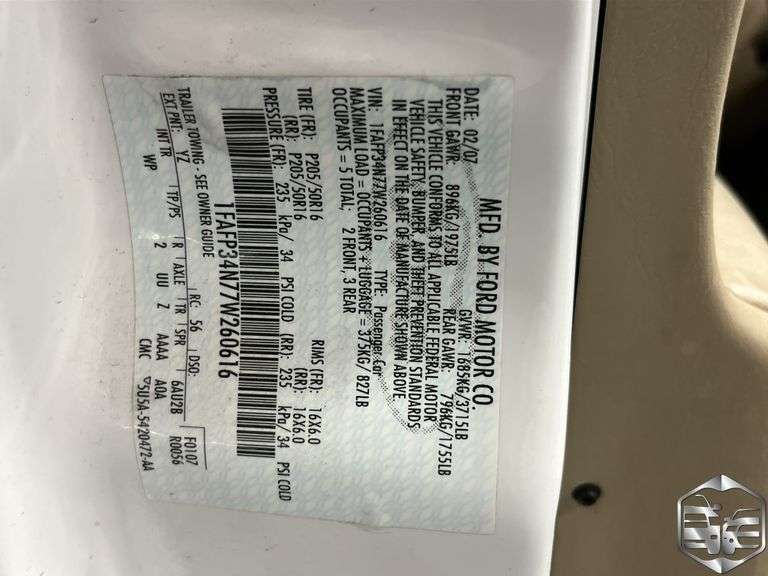 MFD. BY FORD MOTOR CO.
DATE: 02/07 GVWR: 1685KG/3715LB
FRONT GAWR: 896KG/1975LB REAR GAWR: 796KG/1755LB
THIS VEHICLE CONFORMS TO ALL APPLICABLE FEDERAL MOTOR
VEHICLE SAFETY, BUMPER, AND THEFT PREVENTION STANDARDS
IN EFFECT ON THE DATE OF MANUFACTURE SHOWN ABOVE.
VIN: 1FAFP34N77W260616 TYPE: Passenger Car
MAXIMUM LOAD = OCCUPANTS + LUGGAGE = 375KG/827LB
OCCUPANTS = 5 TOTAL: 2 FRONT, 3 REAR
TIRE (FR): P205/50R16 RIMS (FR): 16X6.0
(RR): P205/50R16 (RR): 16X6.0
PRESSURE (FR): 235 kPa/ 34 PSI COLD (RR): 235 kPa/ 34 PSI COLD
1FAFP34N77W260616
TRAILER TOWING - SEE OWNER GUIDE
EXT PNT: YZ RC: 56 DSO: F0107
R0056
INT TR TP/PS R AXLE TR SPR 6AU2B
WP 2 UU Z AAAA AOA
CMC 5U5A-5420472-AA